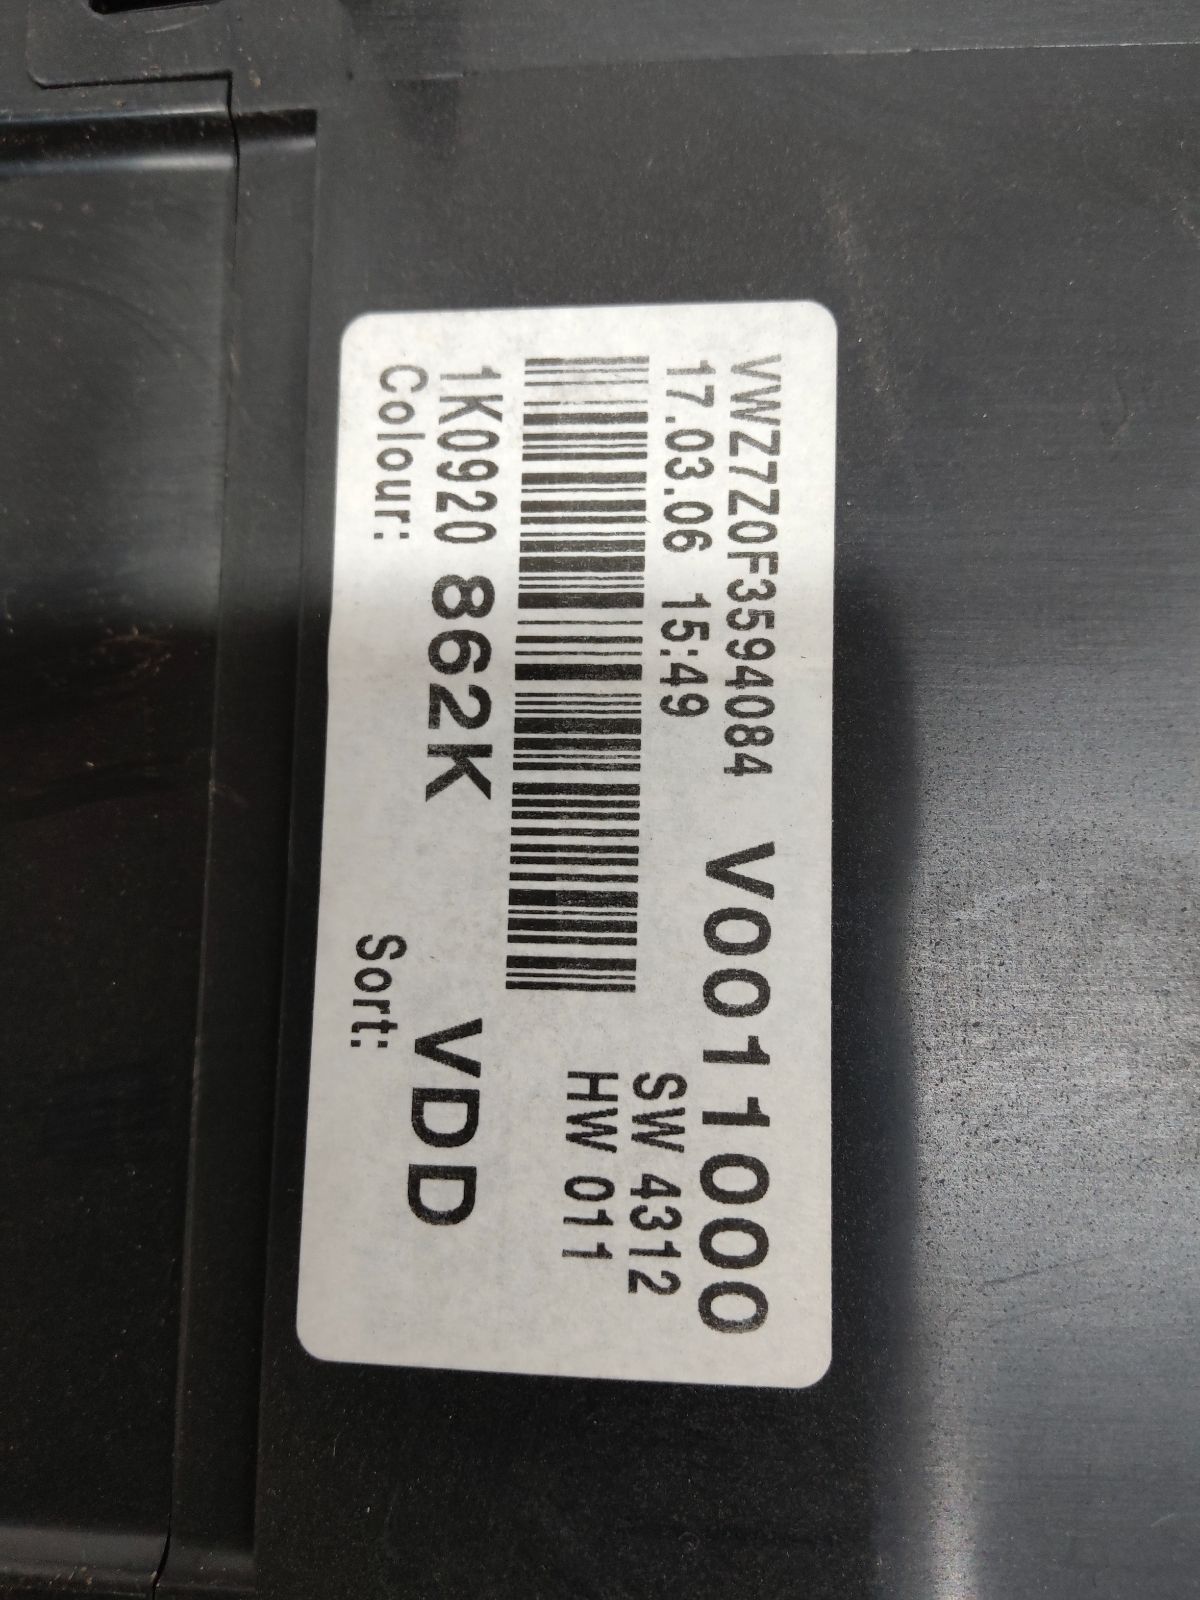 VWZ7Z0F3594084 V0011000
17.03.06 15:49
SW 4312
HW 011
1K0920 862K VDD
Colour: Sort: